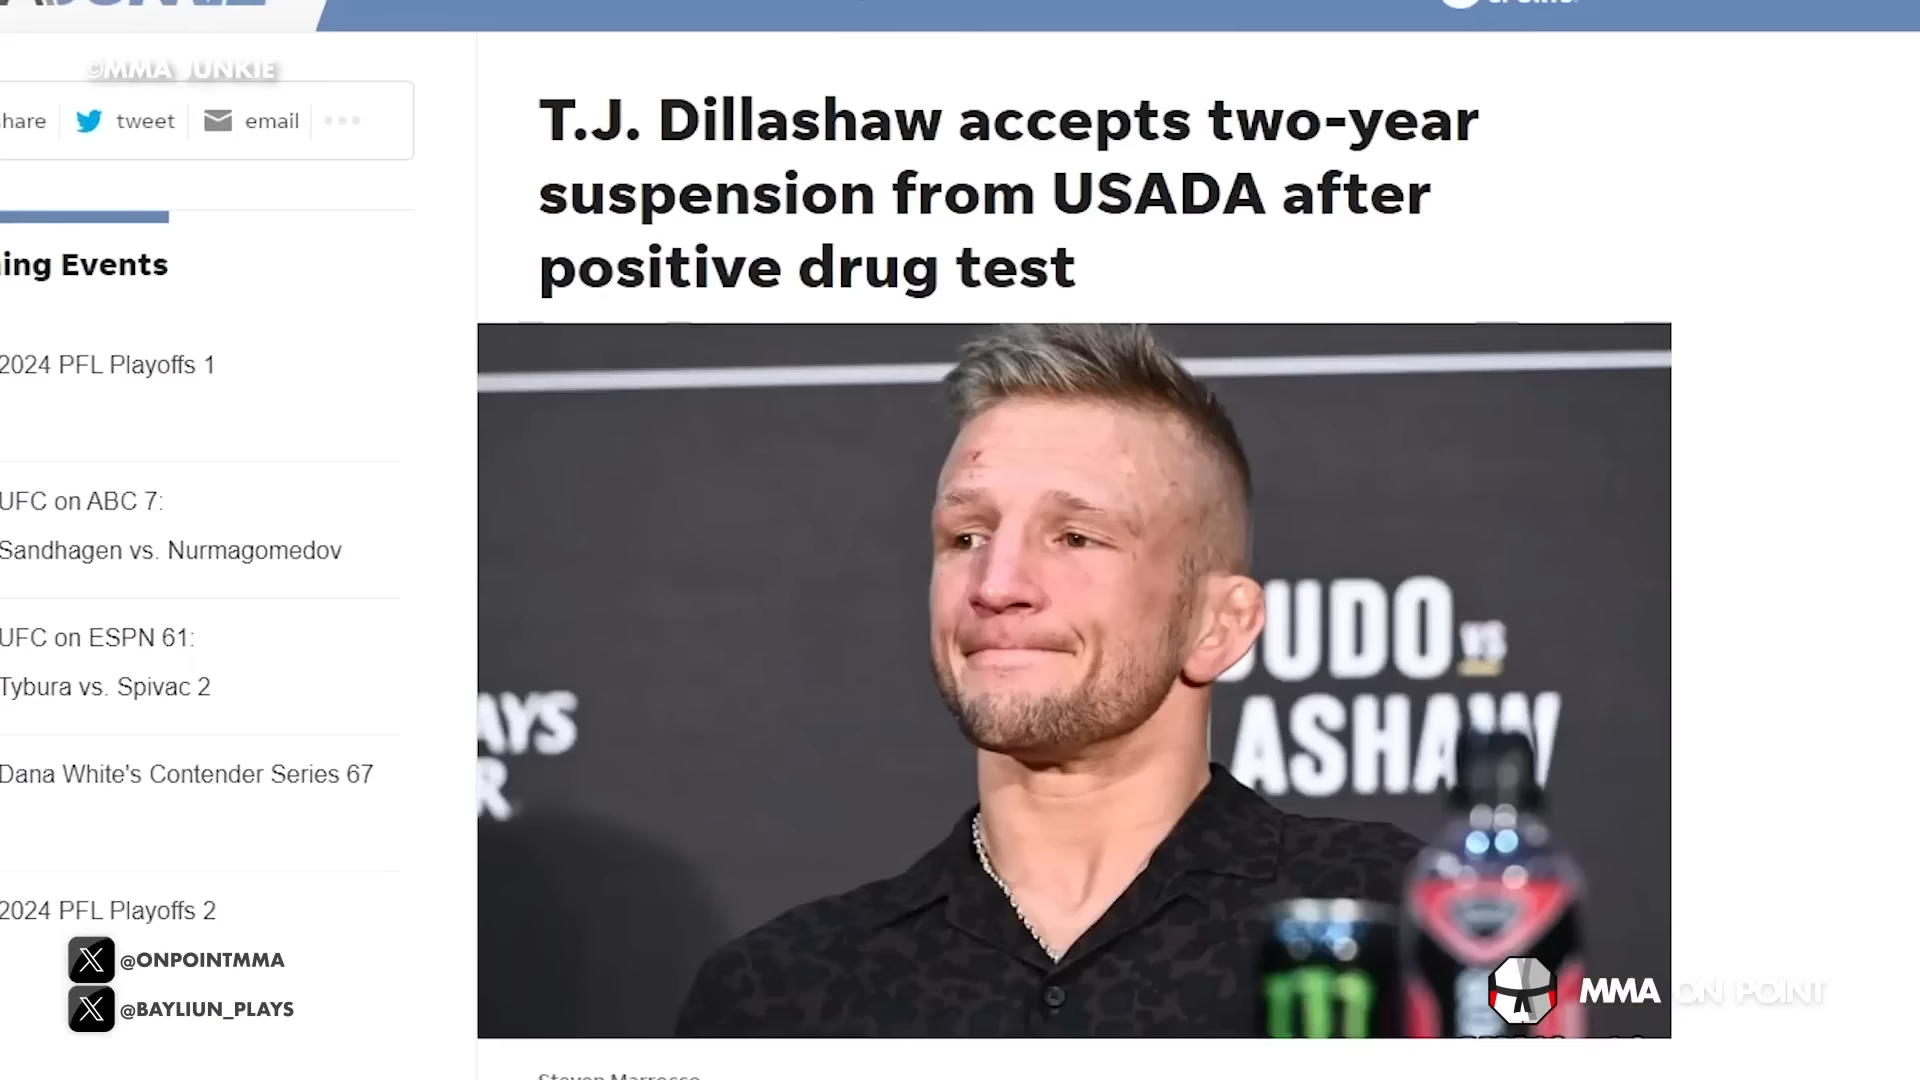 ©MMA JUNKIE
hare tweet email
T.J. Dillashaw accepts two-year
suspension from USADA after
positive drug test
ing Events
2024 PFL Playoffs 1
UFC on ABC 7:
Sandhagen vs. Nurmagomedov
UFC on ESPN 61:
Tybura vs. Spivac 2
Dana White's Contender Series 67
2024 PFL Playoffs 2
UDO VS
ASHAW
AYS
R
@ONPOINTMMA
@BAYLIUN_PLAYS
MMA ON POINT